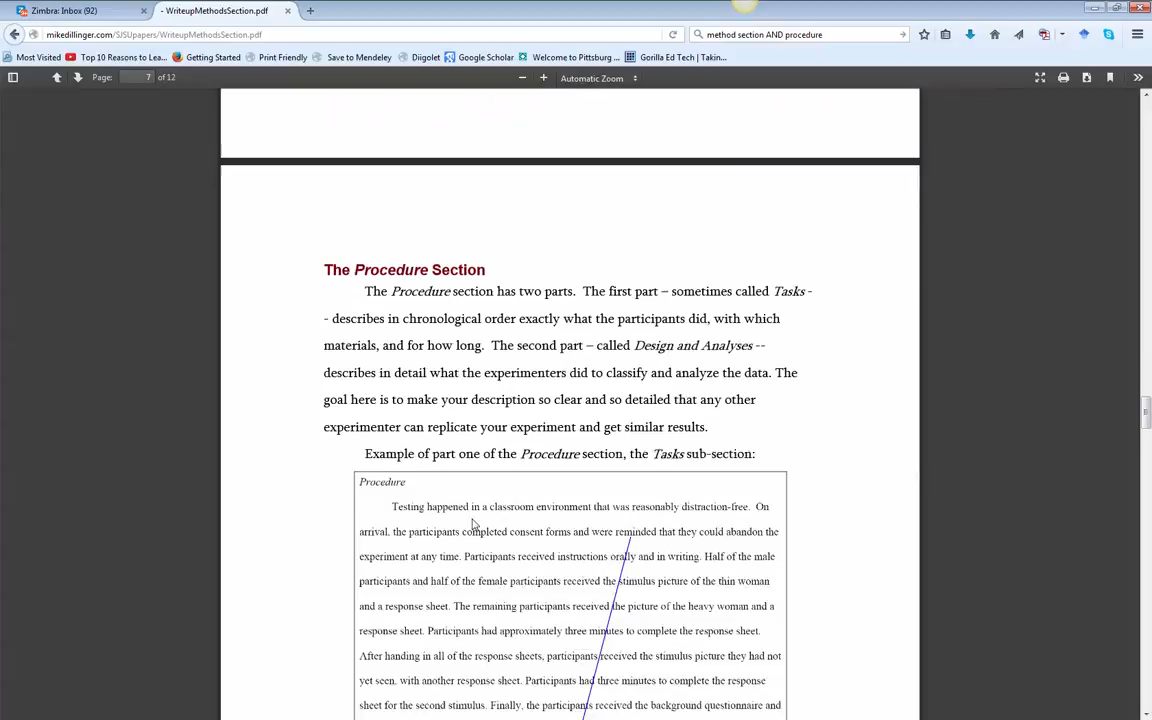 Zimbra: Inbox (92)
- WriteupMethodsSection.pdf
mikedillinger.com/SJSUpapers/WriteupMethodsSection.pdf
method section AND procedure
Most Visited
Top 10 Reasons to Lea...
Getting Started
Print Friendly
Save to Mendeley
Diigolet
Google Scholar
Welcome to Pittsburg ...
Gorilla Ed Tech | Takin...
Page: 7 of 12
Automatic Zoom
The Procedure Section
The Procedure section has two parts. The first part – sometimes called Tasks -
- describes in chronological order exactly what the participants did, with which
materials, and for how long. The second part – called Design and Analyses --
describes in detail what the experimenters did to classify and analyze the data. The
goal here is to make your description so clear and so detailed that any other
experimenter can replicate your experiment and get similar results.
Example of part one of the Procedure section, the Tasks sub-section:
Procedure
Testing happened in a classroom environment that was reasonably distraction-free. On
arrival, the participants completed consent forms and were reminded that they could abandon the
experiment at any time. Participants received instructions orally and in writing. Half of the male
participants and half of the female participants received the stimulus picture of the thin woman
and a response sheet. The remaining participants received the picture of the heavy woman and a
response sheet. Participants had approximately three minutes to complete the response sheet.
After handing in all of the response sheets, participants received the stimulus picture they had not
yet seen, with another response sheet. Participants had three minutes to complete the response
sheet for the second stimulus. Finally, the participants received the background questionnaire and